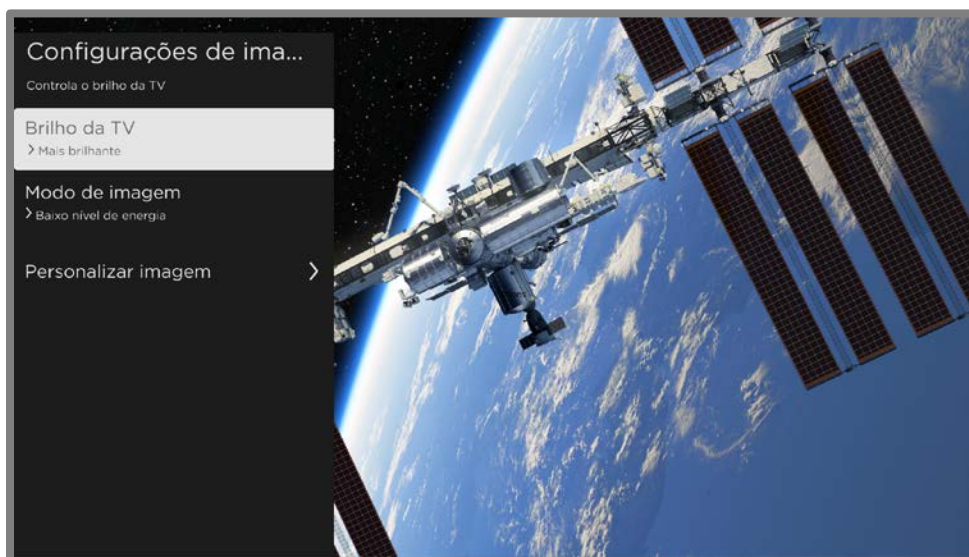 Configurações de ima...
Controla o brilho da TV
Brilho da TV
Mais brilhante
Modo de imagem
Baixo nível de energia
Personalizar imagem